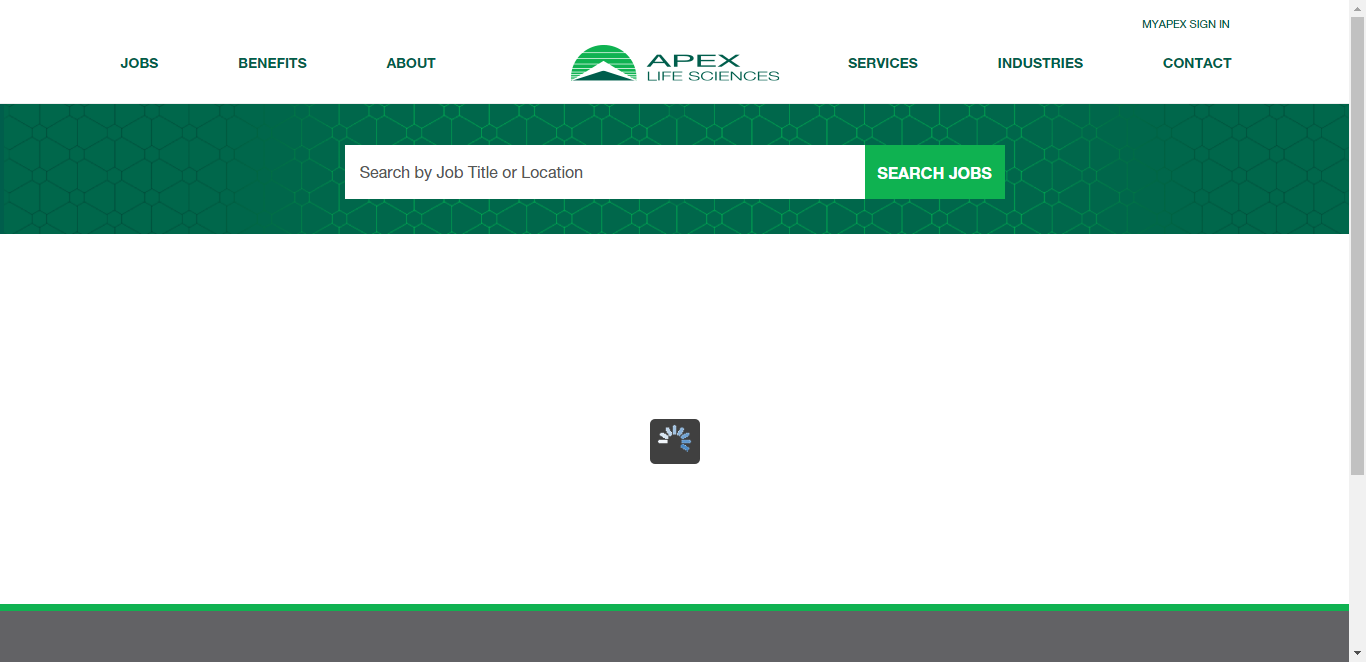 MYAPEX SIGN IN
JOBS BENEFITS ABOUT APEX LIFE SCIENCES SERVICES INDUSTRIES CONTACT
Search by Job Title or Location SEARCH JOBS